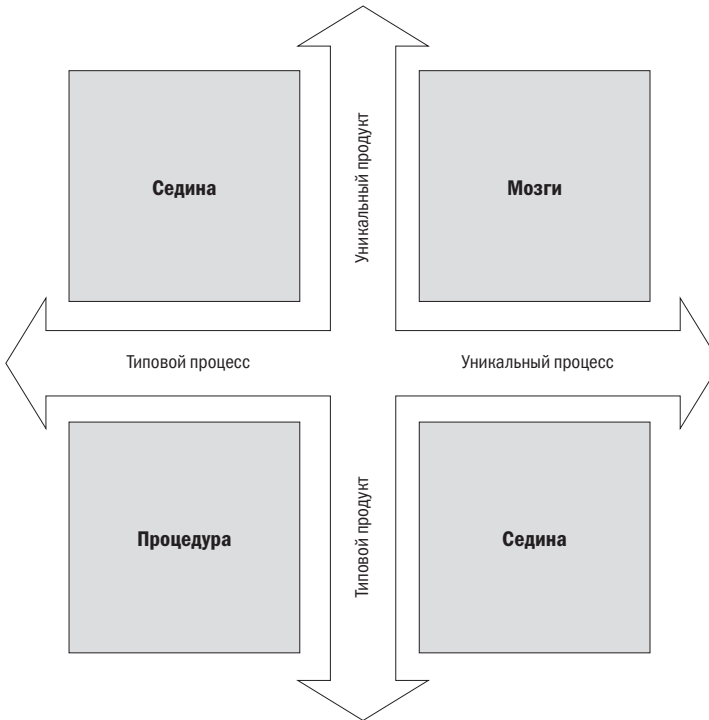 Уникальный продукт
Седина
Мозги
Типовой процесс
Уникальный процесс
Процедура
Типовой продукт
Седина